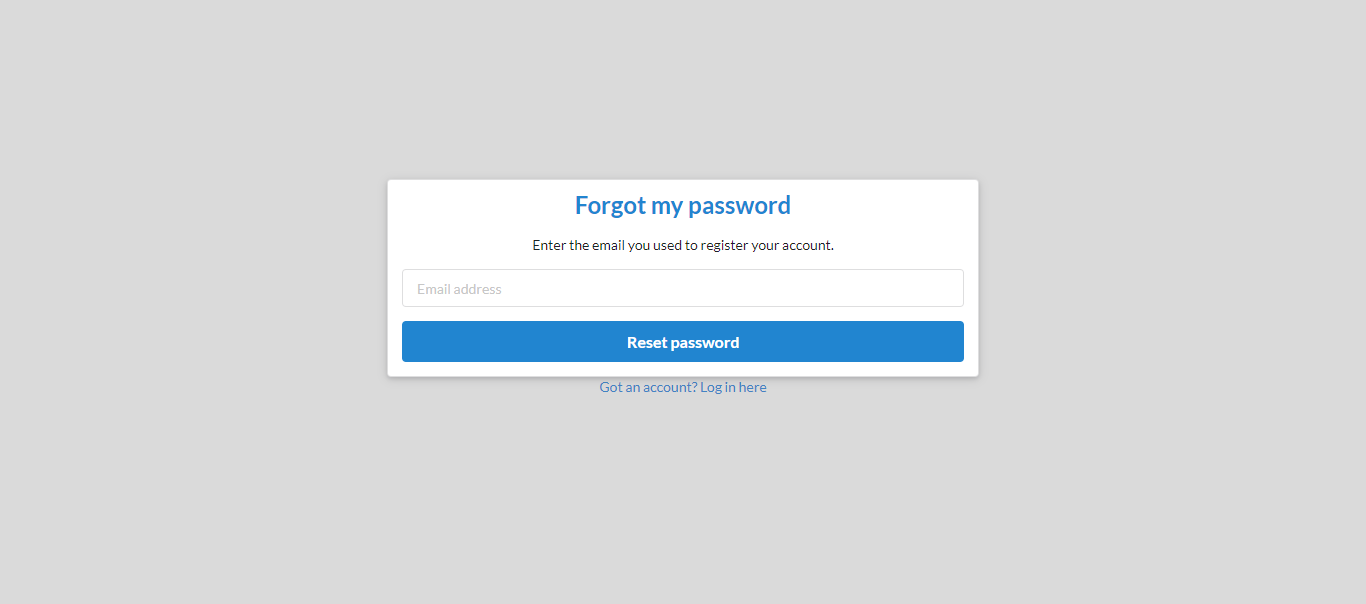 Forgot my password
Enter the email you used to register your account.
Email address
Reset password
Got an account? Log in here